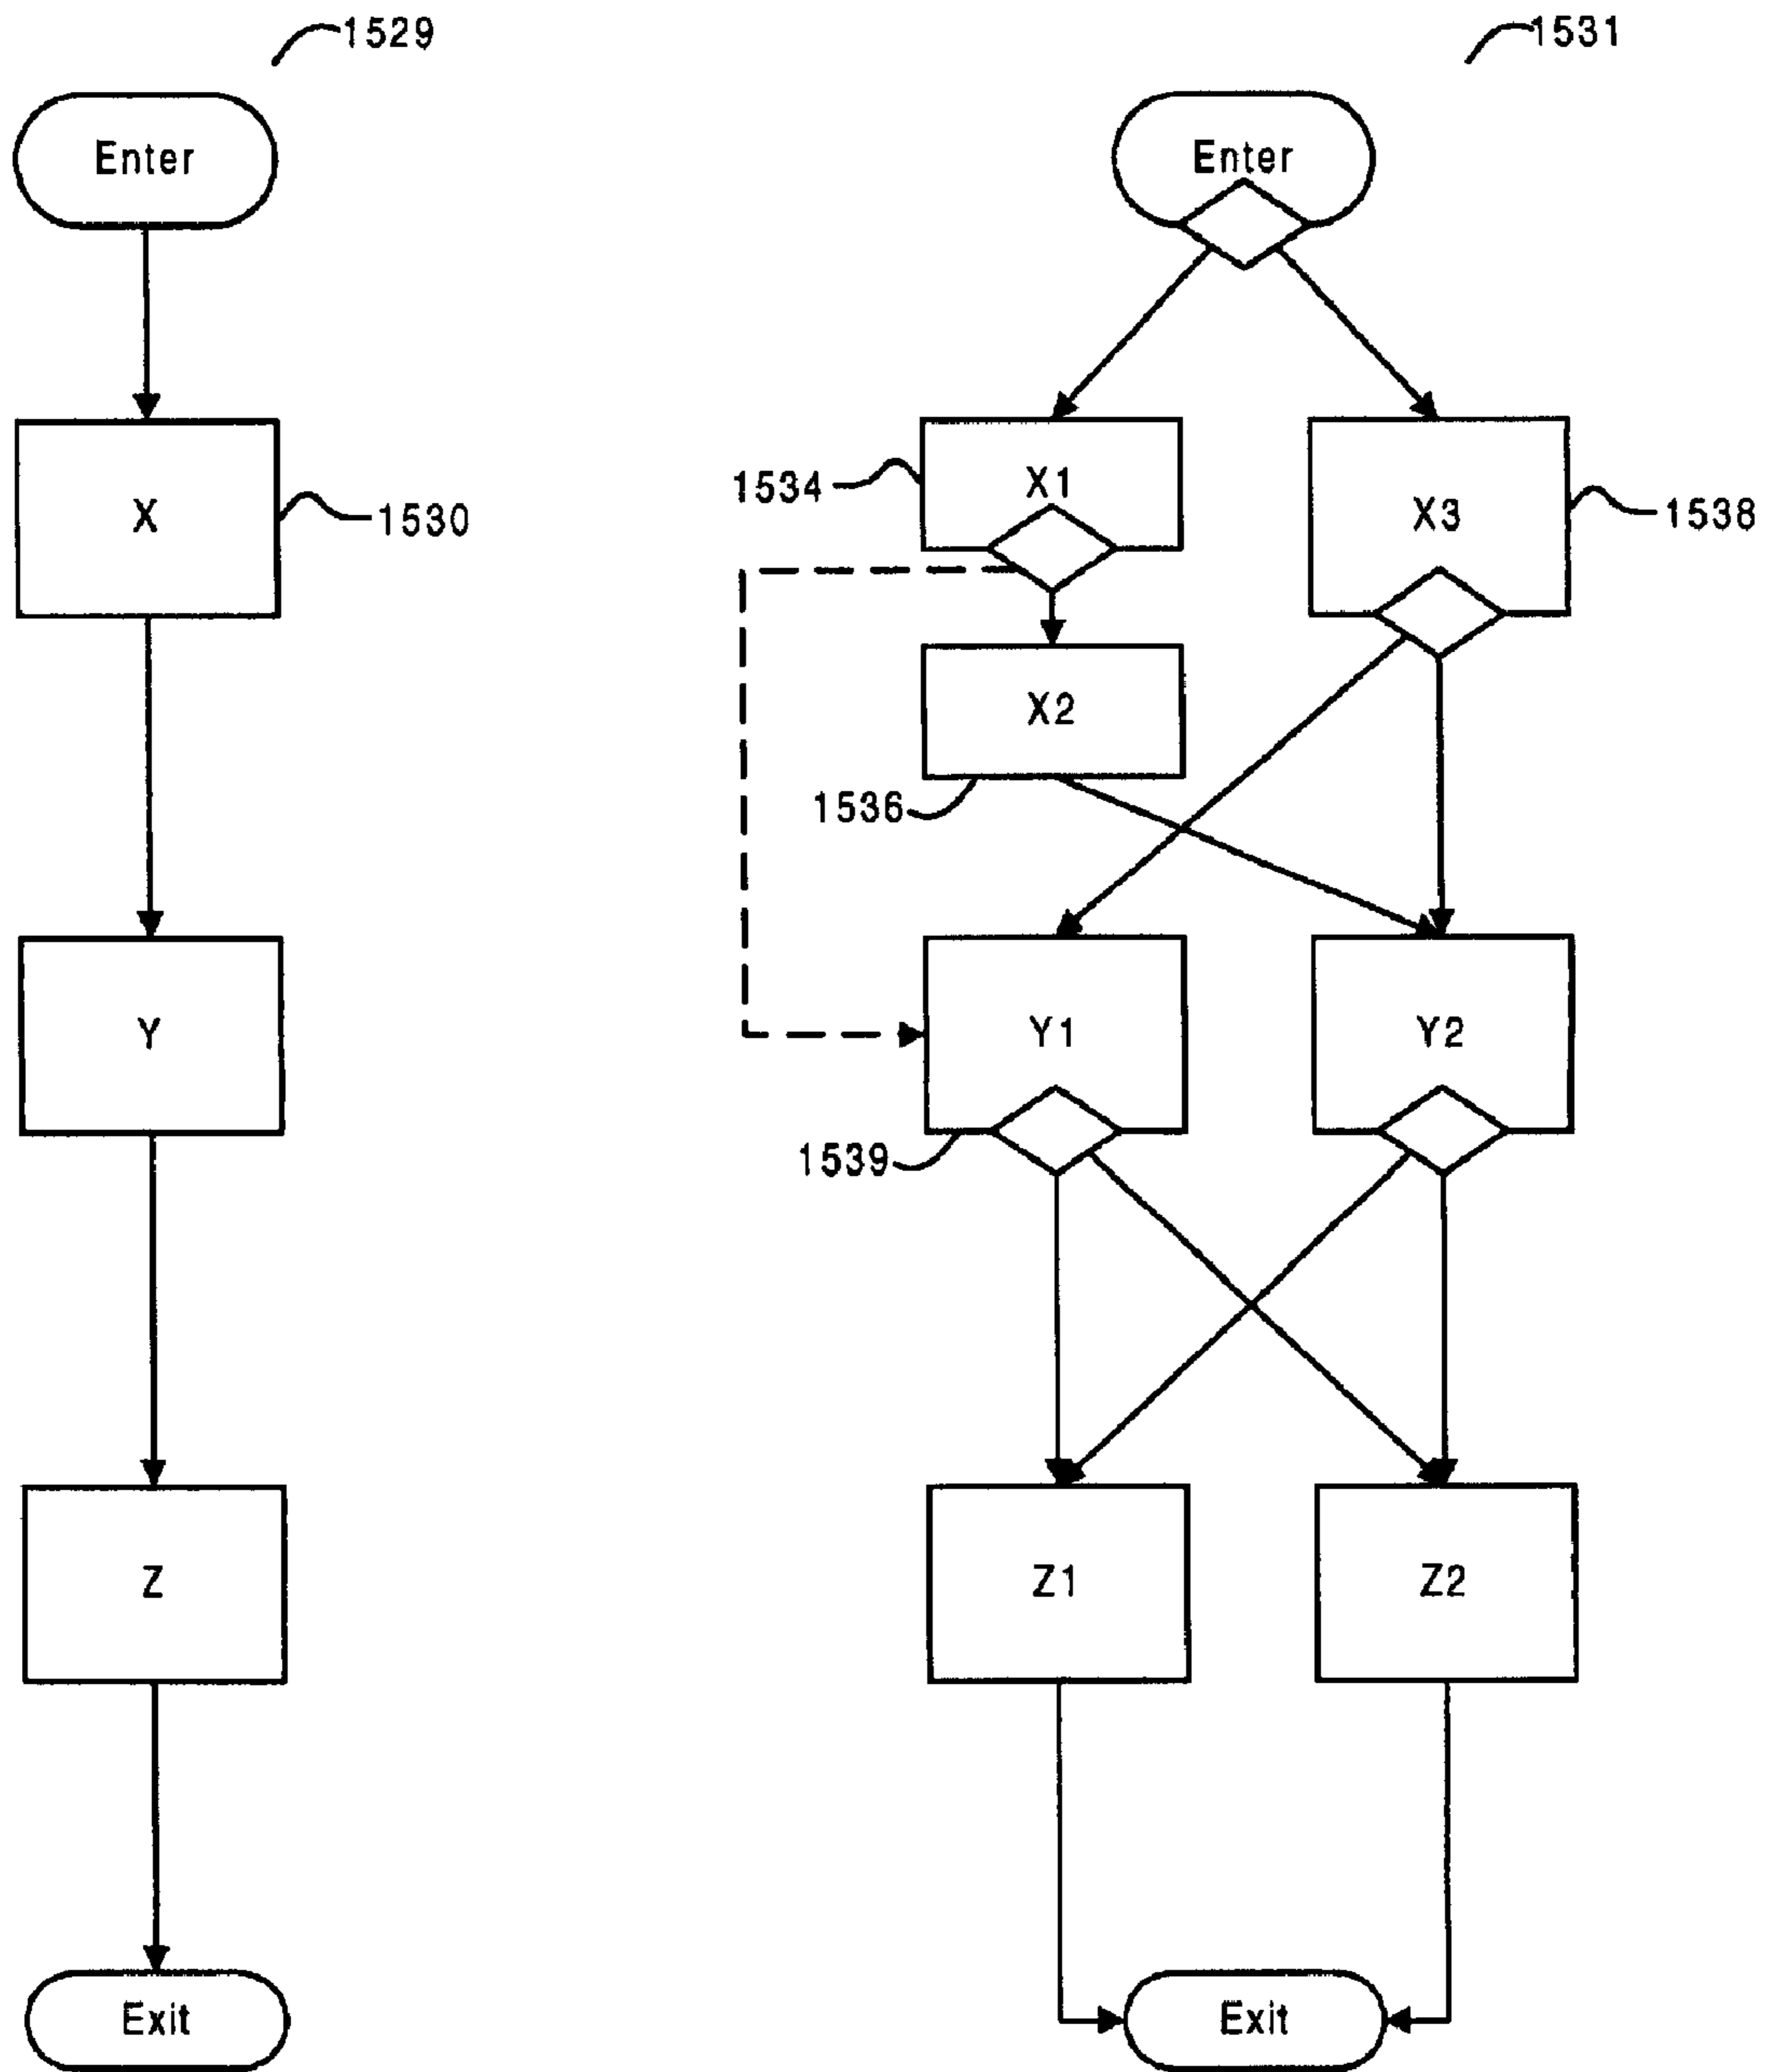 1529
1531
Enter
Enter
X
1530
1534
X1
X3
1538
X2
1536
Y
Y1
Y2
1539
Z
Z1
Z2
Exit
Exit